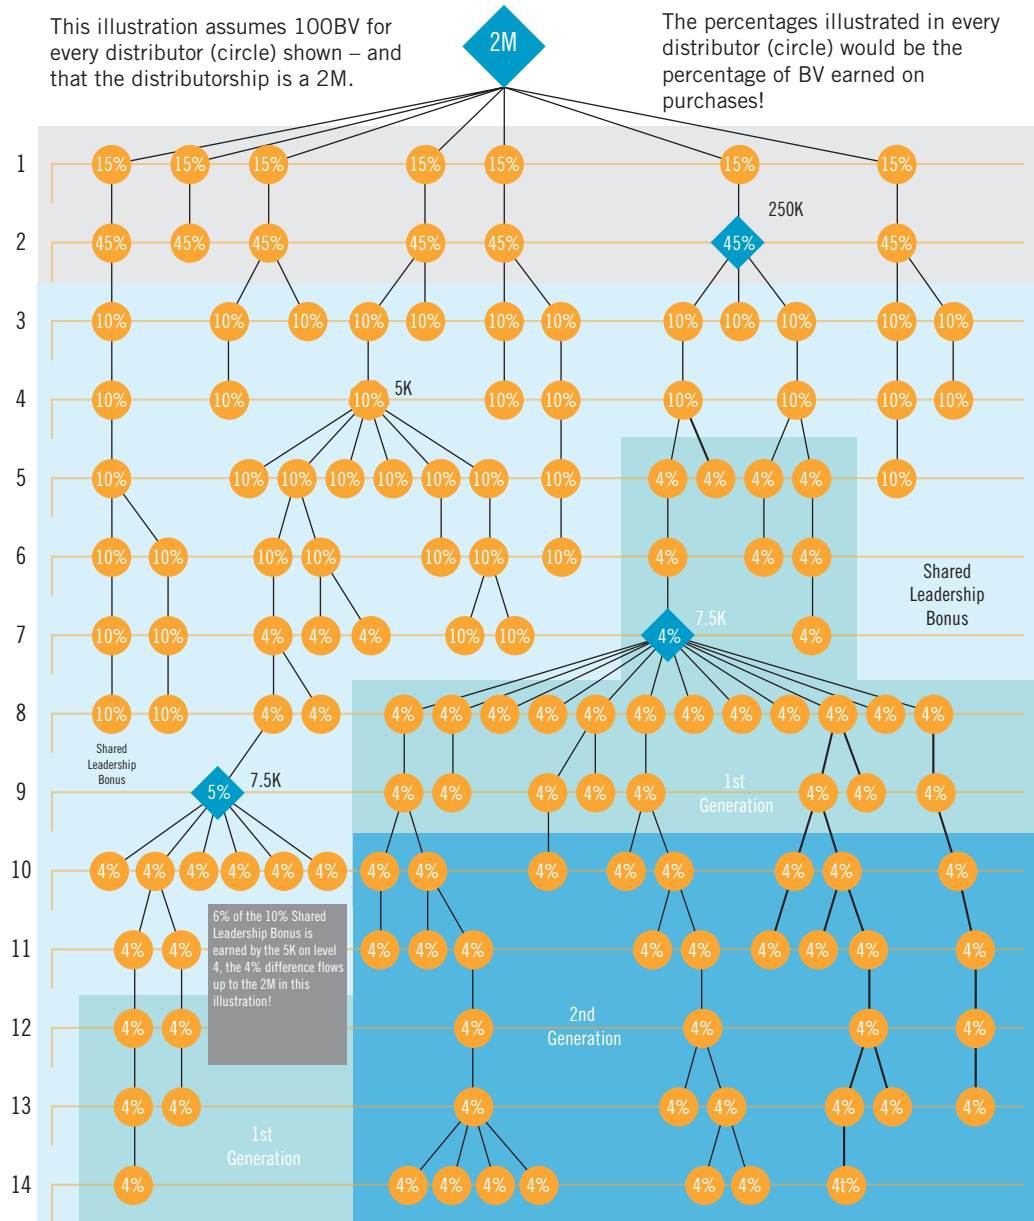 This illustration assumes 100BV for
every distributor (circle) shown – and
that the distributorship is a 2M.
2M
The percentages illustrated in every
distributor (circle) would be the
percentage of BV earned on
purchases!
1
15% 15% 15% 15% 15% 15% 15%
250K
2
45% 45% 45% 45% 45% 45% 45%
3
10% 10% 10% 10% 10% 10% 10% 10% 10% 10% 10% 10%
5K
4
10% 10% 10% 10% 10% 10% 10% 10% 10%
5
10% 10% 10% 10% 10% 10% 10% 10% 4% 4% 4% 4% 10%
6
10% 10% 10% 10% 10% 10% 10% 4% 4% 4%
Shared
Leadership
Bonus
7.5K
7
10% 10% 4% 4% 4% 10% 10% 4% 4%
8
10% 10% 4% 4% 4% 4% 4% 4% 4% 4% 4% 4% 4% 4% 4% 4%
Shared
Leadership
Bonus
7.5K
9
5% 4% 4% 4% 4% 4% 4% 4% 4%
1st
Generation
10
4% 4% 4% 4% 4% 4% 4% 4% 4% 4% 4% 4% 4% 4%
6% of the 10% Shared
Leadership Bonus is
earned by the 5K on level
4, the 4% difference flows
up to the 2M in this
illustration!
11
4% 4% 4% 4% 4% 4% 4% 4% 4% 4% 4%
12
4% 4% 4% 4% 4% 4%
2nd
Generation
13
4% 4% 4% 4% 4% 4% 4% 4%
1st
Generation
14
4% 4% 4% 4% 4% 4% 4% 4t%